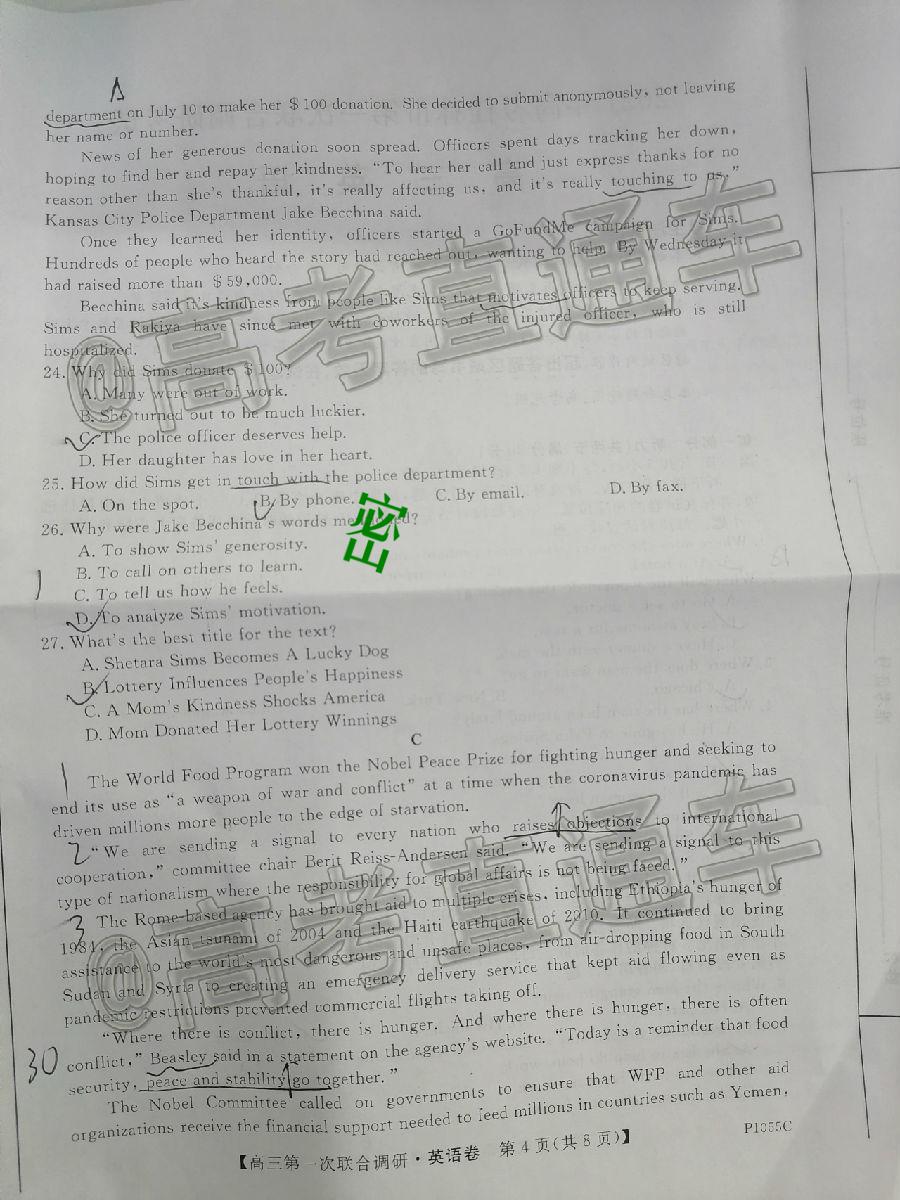 A
department on July 10 to make her $100 donation. She decided to submit anonymously, not leaving
her name or number.
News of her generous donation soon spread. Officers spent days tracking her down,
hoping to find her and repay her kindness. "To hear her call and just express thanks for no
reason other than she's thankful, it's really affecting us, and it's really touching to us,"
Kansas City Police Department Jake Becchina said.
Once they learned her identity, officers started a GoFundMe campaign for Sims.
Hundreds of people who heard the story had reached out, wanting to help. By Wednesday it
had raised more than $59,000.
Becchina said it's kindness from people like Sims that motivates officers to keep serving.
Sims and Rakiya have since met with coworkers of the injured officer, who is still
hospitalized.
24. Why did Sims donate $100?
A. Many were out of work.
B. She turned out to be much luckier.
C. The police officer deserves help.
D. Her daughter has love in her heart.
25. How did Sims get in touch with the police department?
A. On the spot. B. By phone. C. By email. D. By fax.
26. Why were Jake Becchina's words mentioned?
A. To show Sims' generosity.
B. To call on others to learn.
C. To tell us how he feels.
D. To analyze Sims' motivation.
27. What's the best title for the text?
A. Shetara Sims Becomes A Lucky Dog
B. Lottery Influences People's Happiness
C. A Mom's Kindness Shocks America
D. Mom Donated Her Lottery Winnings
密
C
1 The World Food Program won the Nobel Peace Prize for fighting hunger and seeking to
end its use as "a weapon of war and conflict" at a time when the coronavirus pandemic has
driven millions more people to the edge of starvation.
2 "We are sending a signal to every nation who raises objections to international
cooperation," committee chair Berit Reiss-Andersen said. "We are sending a signal to this
type of nationalism where the responsibility for global affairs is not being faced."
3 The Rome-based agency has brought aid to multiple crises, including Ethiopia's hunger of
1984, the Asian tsunami of 2004 and the Haiti earthquake of 2010. It continued to bring
assistance to the world's most dangerous and unsafe places, from air-dropping food in South
Sudan and Syria to creating an emergency delivery service that kept aid flowing even as
pandemic restrictions prevented commercial flights taking off.
"Where there is conflict, there is hunger. And where there is hunger, there is often
30 conflict," Beasley said in a statement on the agency's website. "Today is a reminder that food
security, peace and stability go together."
The Nobel Committee called on governments to ensure that WFP and other aid
organizations receive the financial support needed to feed millions in countries such as Yemen,
【高三第一次联合调研·英语卷 第4页(共8页)】
P1055C
@高考直通车
@高考直通车